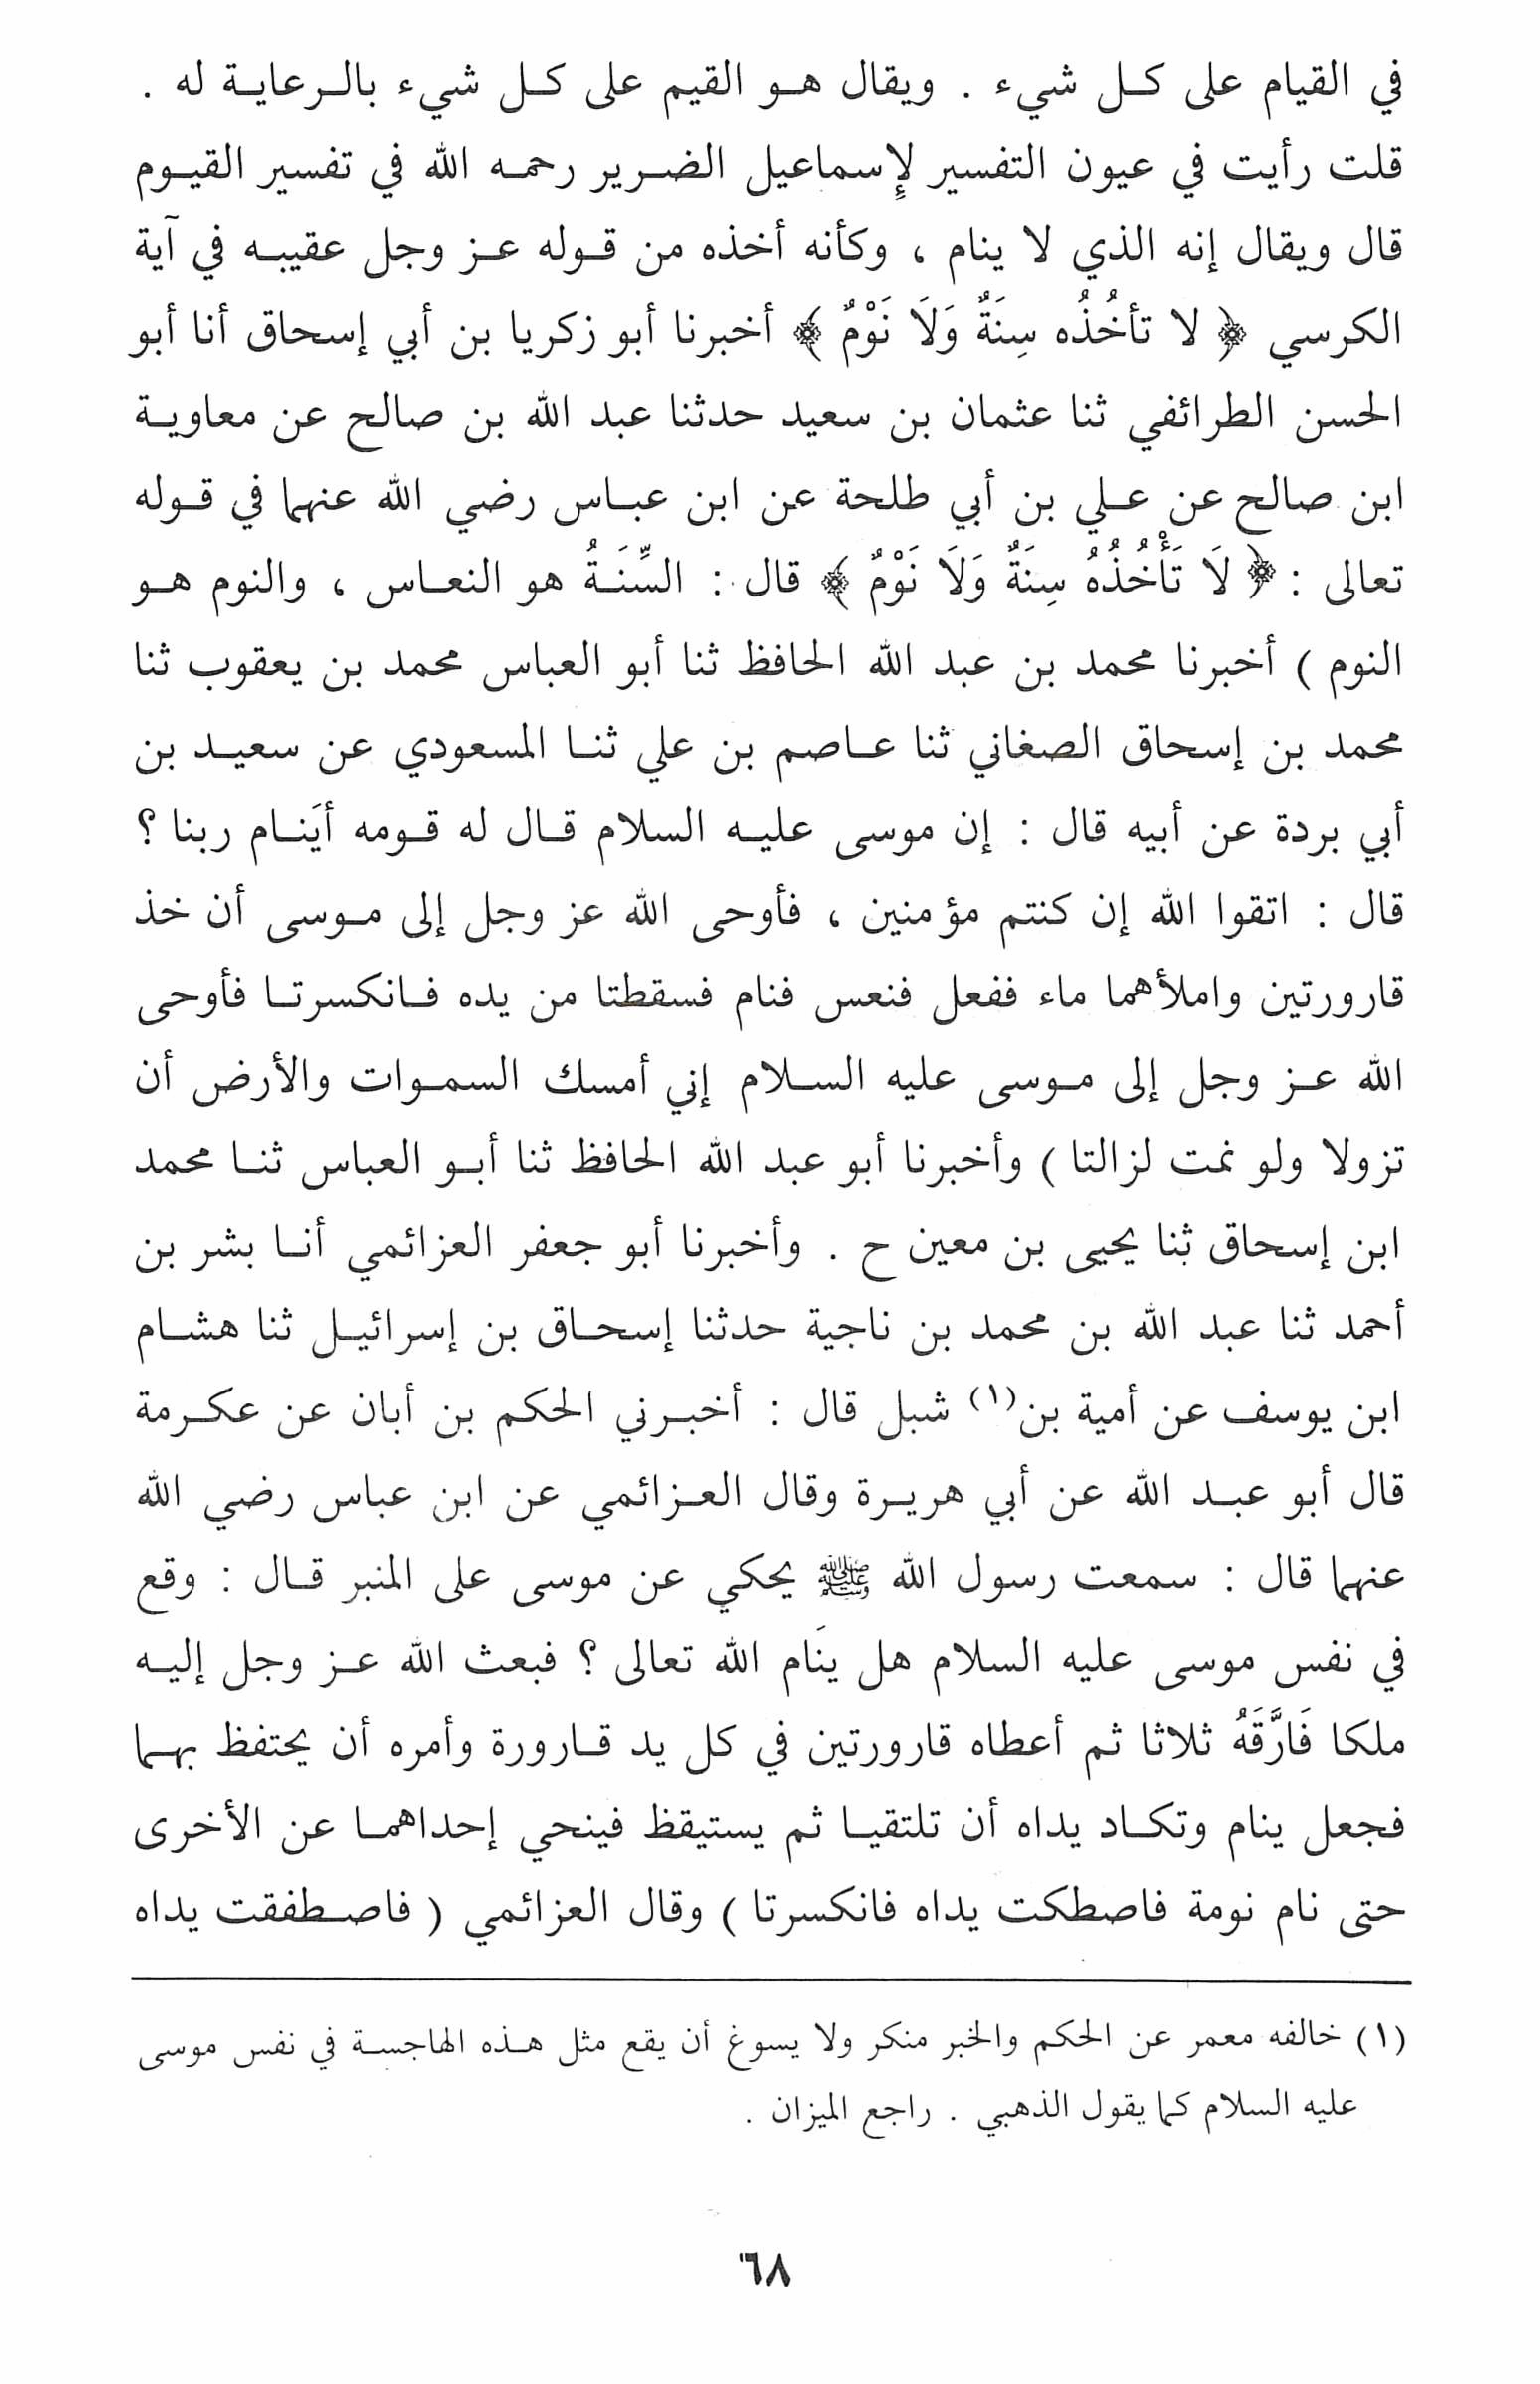 في القيام على كل شيء . ويقال هو القيم على كل شيء بالرعاية له .
قلت رأيت في عيون التفسير لإِسماعيل الضرير رحمه الله في تفسير القيوم
قال ويقال إنه الذي لا ينام ، وكأنه أخذه من قوله عز وجل عقيبه في آية
الكرسي ﴿ لا تأخُذُه سِنَةٌ وَلَا نَوْمٌ ﴾ أخبرنا أبو زكريا بن أبي إسحاق أنا أبو
الحسن الطرائفي ثنا عثمان بن سعيد حدثنا عبد الله بن صالح عن معاوية
ابن صالح عن علي بن أبي طلحة عن ابن عباس رضي الله عنهما في قوله
تعالى : ﴿ لَا تَأْخُذُهُ سِنَةٌ وَلَا نَوْمٌ ﴾ قال : السِّنَةُ هو النعاس ، والنوم هو
النوم ) أخبرنا محمد بن عبد الله الحافظ ثنا أبو العباس محمد بن يعقوب ثنا
محمد بن إسحاق الصغاني ثنا عاصم بن علي ثنا المسعودي عن سعيد بن
أبي بردة عن أبيه قال : إن موسى عليه السلام قال له قومه أيَنام ربنا ؟
قال : اتقوا الله إن كنتم مؤمنين ، فأوحى الله عز وجل إلى موسى أن خذ
قارورتين واملأهما ماء ففعل فنعس فنام فسقطتا من يده فانكسرتا فأوحى
الله عز وجل إلى موسى عليه السلام إني أمسك السموات والأرض أن
تزولا ولو نمت لزالتا ) وأخبرنا أبو عبد الله الحافظ ثنا أبو العباس ثنا محمد
ابن إسحاق ثنا يحيى بن معين ح . وأخبرنا أبو جعفر العزائمي أنا بشر بن
أحمد ثنا عبد الله بن محمد بن ناجية حدثنا إسحاق بن إسرائيل ثنا هشام
ابن يوسف عن أمية بن(١) شبل قال : أخبرني الحكم بن أبان عن عكرمة
قال أبو عبد الله عن أبي هريرة وقال العزائمي عن ابن عباس رضي الله
عنهما قال : سمعت رسول الله ﷺ يحكي عن موسى على المنبر قال : وقع
في نفس موسى عليه السلام هل ينَام الله تعالى ؟ فبعث الله عز وجل إليه
ملكا فَارَّقَهُ ثلاثا ثم أعطاه قارورتين في كل يد قارورة وأمره أن يحتفظ بهما
فجعل ينام وتكاد يداه أن تلتقيا ثم يستيقظ فينحي إحداهما عن الأخرى
حتى نام نومة فاصطكت يداه فانكسرتا ) وقال العزائمي ( فاصطفقت يداه
(١) خالفه معمر عن الحكم والخبر منكر ولا يسوغ أن يقع مثل هذه الهاجسة في نفس موسى
عليه السلام كما يقول الذهبي . راجع الميزان .
٦٨